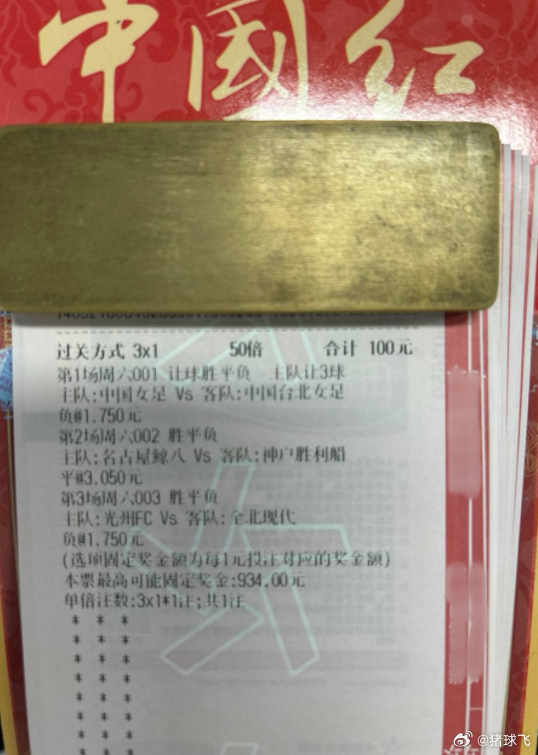 中国红
过关方式 3x1 50倍 合计 100元
第1场周六001 让球胜平负 主队让3球
主队:中国女足 Vs 客队:中国台北女足
负@1.750元
第2场周六002 胜平负
主队:名古屋鲸八 Vs 客队:神户胜利船
平@3.050元
第3场周六003 胜平负
主队:光州FC Vs 客队:全北现代
负@1.750元
(选项固定奖金额为每1元投注对应的奖金额)
本票最高可能固定奖金:934.00元
单倍注数:3x1*1注;共1注
* * *
* * *
* * *
* * *
* * *
* * *
* * *
@猪球飞